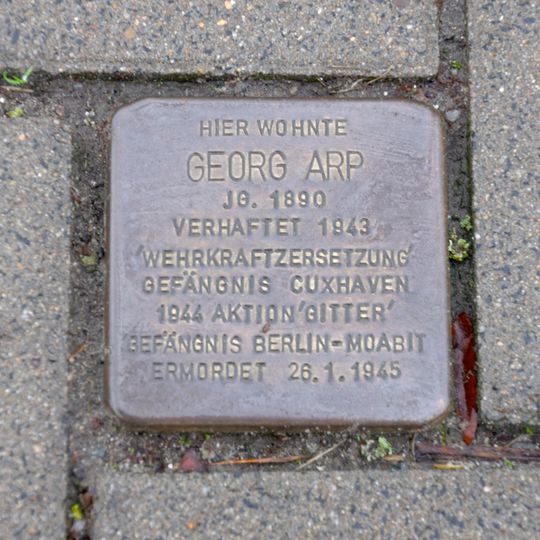 HIER WOHNTE
GEORG ARP
JG. 1890
VERHAFTET 1943
'WEHRKRAFTZERSETZUNG'
GEFÄNGNIS CUXHAVEN
1944 AKTION 'GITTER'
GEFÄNGNIS BERLIN-MOABIT
ERMORDET 26.1.1945